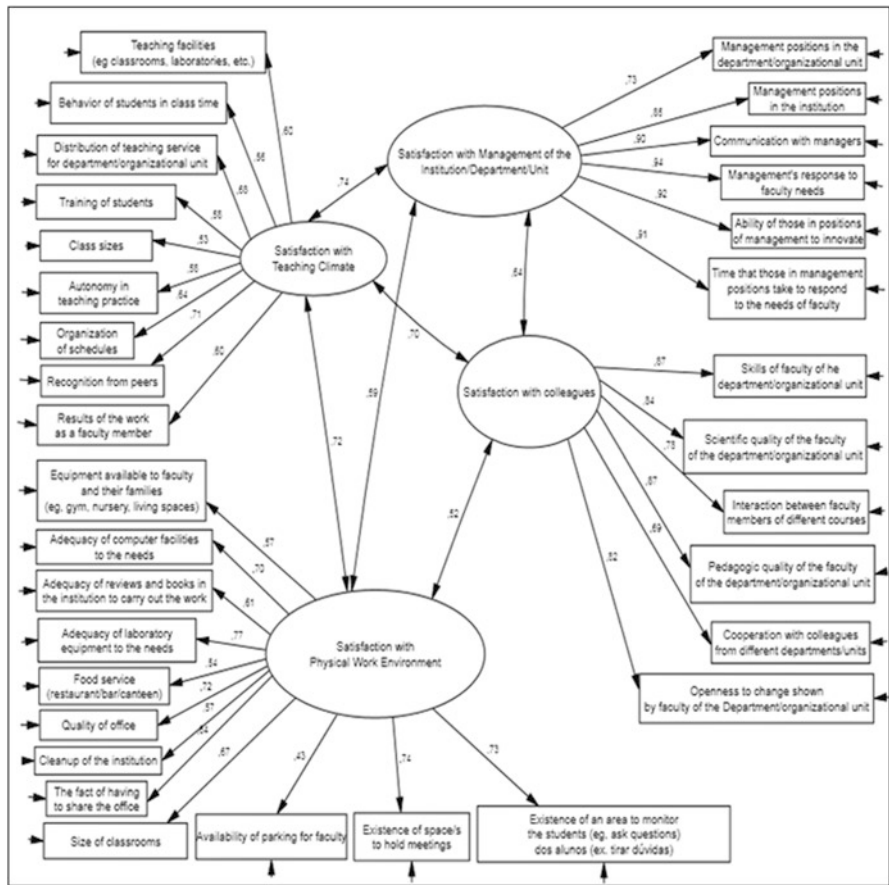 Teaching facilities
(eg classrooms, laboratories, etc.)
Behavior of students in class time
Distribution of teaching service
for department/organizational unit
Training of students
Class sizes
Autonomy in
teaching practice
Organization
of schedules
Recognition from peers
Results of the work
as a faculty member
,60
,56
,68
,58
,53
,64
,71
,60
Satisfaction with
Teaching Climate
,74
Satisfaction with Management of the
Institution/Department/Unit
,73
,90
,94
,92
,91
Management positions in the
department/organizational unit
Management positions
in the institution
Communication with managers
Management's response to
faculty needs
Ability of those in positions
of management to innovate
Time that those in management
positions take to respond
to the needs of faculty
,70
,59
,72
Satisfaction with colleagues
,84
,69
Skills of faculty of he
department/organizational unit
Scientific quality of the faculty
of the department/organizational unit
Interaction between faculty
members of different courses
Pedagogic quality of the faculty
of the department/organizational unit
Cooperation with colleagues
from different departments/units
Openness to change shown
by faculty of the Department/organizational unit
Equipment available to faculty
and their families
(eg, gym, nursery, living spaces)
Adequacy of computer facilities
to the needs
Adequacy of reviews and books in
the institution to carry out the work
Adequacy of laboratory
equipment to the needs
Food service
(restaurant/bar/canteen)
Quality of office
Cleanup of the institution
The fact of having
to share the office
Size of classrooms
,70
,61
,77
,72
,57
,67
Satisfaction with
Physical Work Environment
,43
,74
,73
Availability of parking for faculty
Existence of space/s
to hold meetings
Existence of an area to monitor
the students (eg. ask questions)
dos alunos (ex. tirar dúvidas)